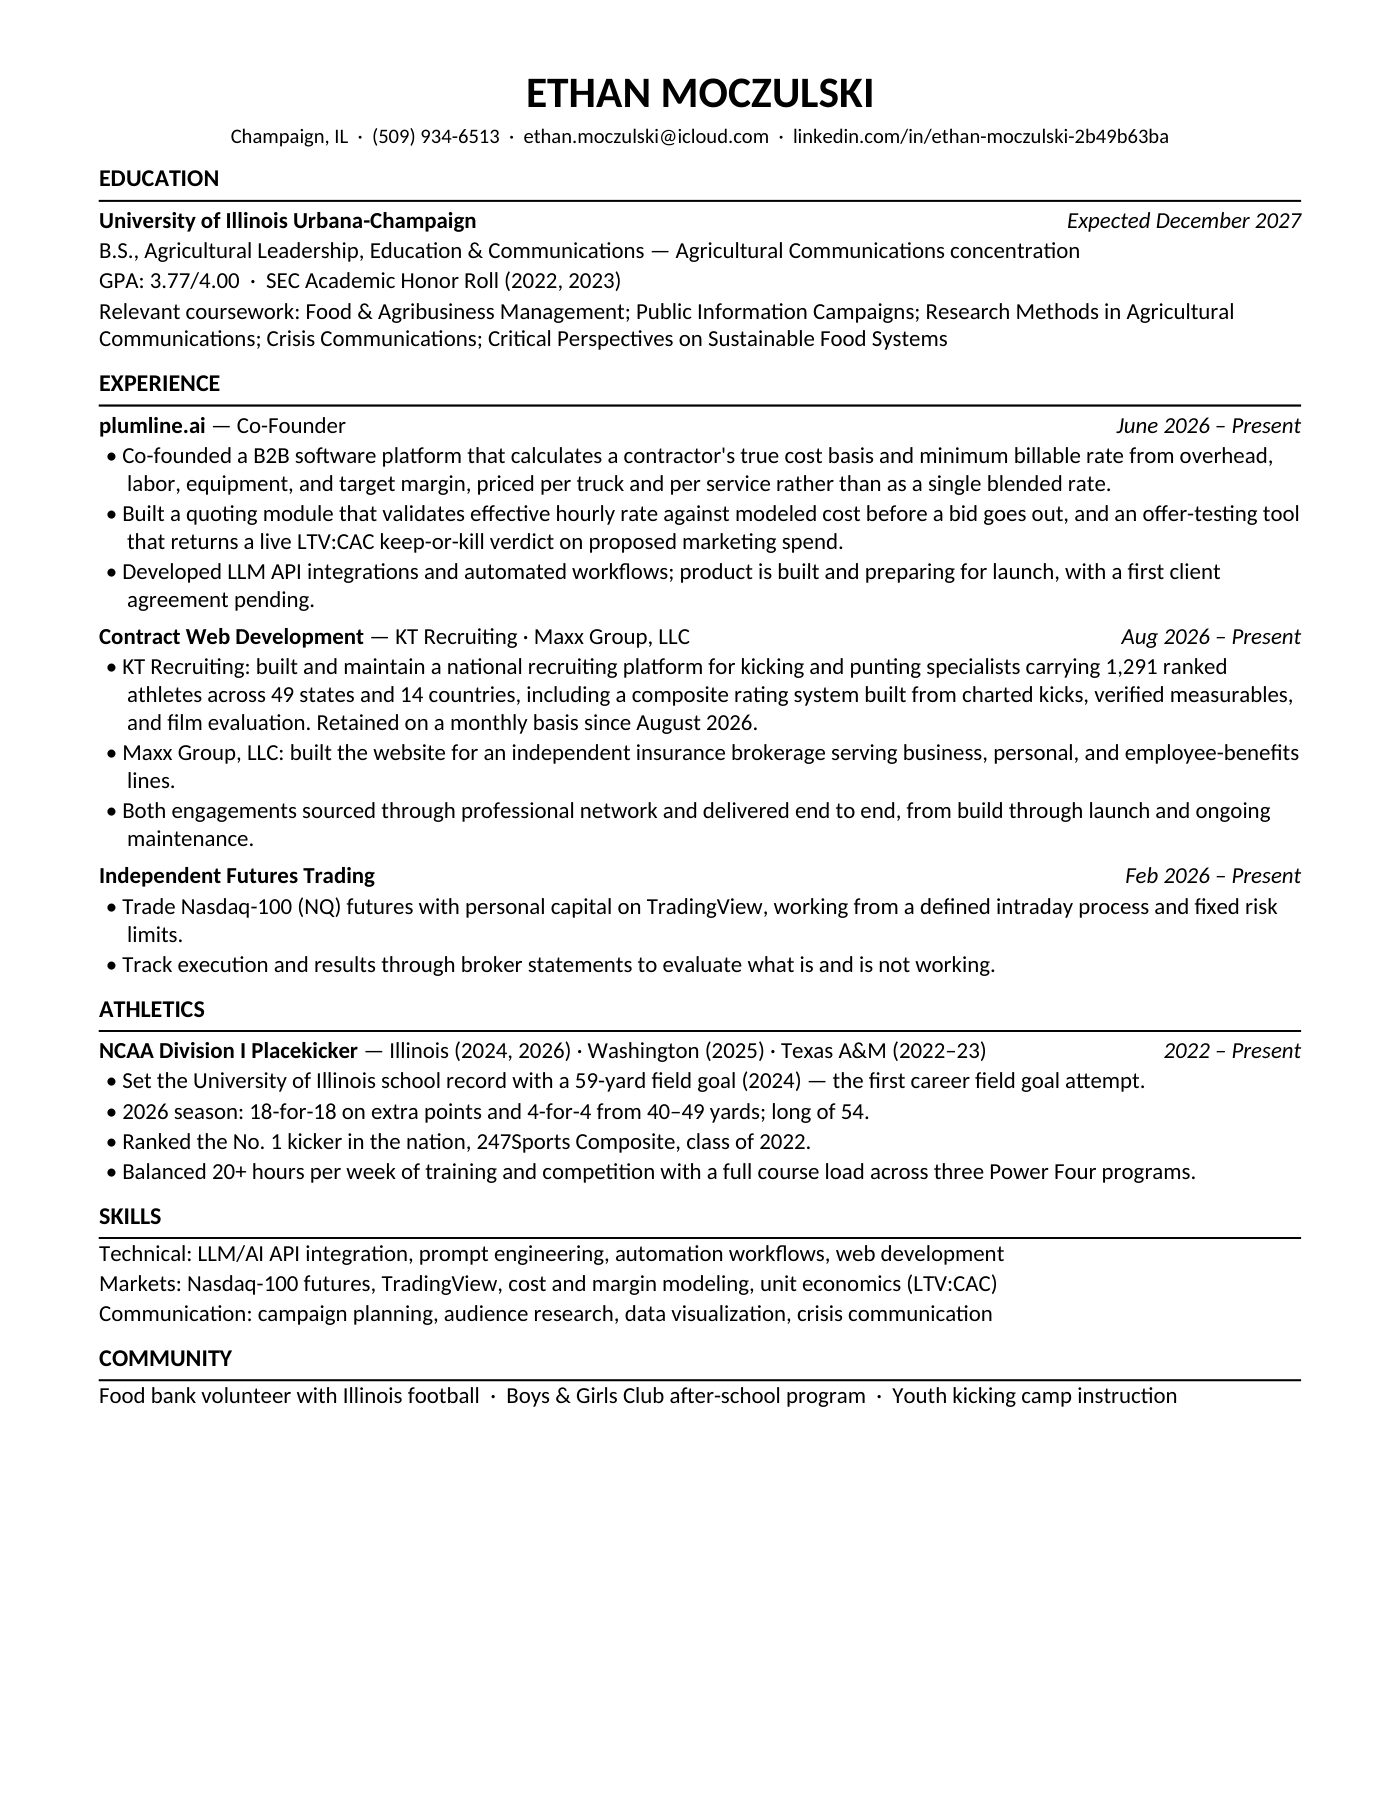 ETHAN MOCZULSKI
Champaign, IL · (509) 934-6513 · ethan.moczulski@icloud.com · linkedin.com/in/ethan-moczulski-2b49b63ba
EDUCATION
University of Illinois Urbana-Champaign Expected December 2027
B.S., Agricultural Leadership, Education & Communications — Agricultural Communications concentration
GPA: 3.77/4.00 · SEC Academic Honor Roll (2022, 2023)
Relevant coursework: Food & Agribusiness Management; Public Information Campaigns; Research Methods in Agricultural
Communications; Crisis Communications; Critical Perspectives on Sustainable Food Systems
EXPERIENCE
plumline.ai — Co-Founder June 2026 – Present
• Co-founded a B2B software platform that calculates a contractor's true cost basis and minimum billable rate from overhead,
labor, equipment, and target margin, priced per truck and per service rather than as a single blended rate.
• Built a quoting module that validates effective hourly rate against modeled cost before a bid goes out, and an offer-testing tool
that returns a live LTV:CAC keep-or-kill verdict on proposed marketing spend.
• Developed LLM API integrations and automated workflows; product is built and preparing for launch, with a first client
agreement pending.
Contract Web Development — KT Recruiting · Maxx Group, LLC Aug 2026 – Present
• KT Recruiting: built and maintain a national recruiting platform for kicking and punting specialists carrying 1,291 ranked
athletes across 49 states and 14 countries, including a composite rating system built from charted kicks, verified measurables,
and film evaluation. Retained on a monthly basis since August 2026.
• Maxx Group, LLC: built the website for an independent insurance brokerage serving business, personal, and employee-benefits
lines.
• Both engagements sourced through professional network and delivered end to end, from build through launch and ongoing
maintenance.
Independent Futures Trading Feb 2026 – Present
• Trade Nasdaq-100 (NQ) futures with personal capital on TradingView, working from a defined intraday process and fixed risk
limits.
• Track execution and results through broker statements to evaluate what is and is not working.
ATHLETICS
NCAA Division I Placekicker — Illinois (2024, 2026) · Washington (2025) · Texas A&M (2022–23) 2022 – Present
• Set the University of Illinois school record with a 59-yard field goal (2024) — the first career field goal attempt.
• 2026 season: 18-for-18 on extra points and 4-for-4 from 40–49 yards; long of 54.
• Ranked the No. 1 kicker in the nation, 247Sports Composite, class of 2022.
• Balanced 20+ hours per week of training and competition with a full course load across three Power Four programs.
SKILLS
Technical: LLM/AI API integration, prompt engineering, automation workflows, web development
Markets: Nasdaq-100 futures, TradingView, cost and margin modeling, unit economics (LTV:CAC)
Communication: campaign planning, audience research, data visualization, crisis communication
COMMUNITY
Food bank volunteer with Illinois football · Boys & Girls Club after-school program · Youth kicking camp instruction